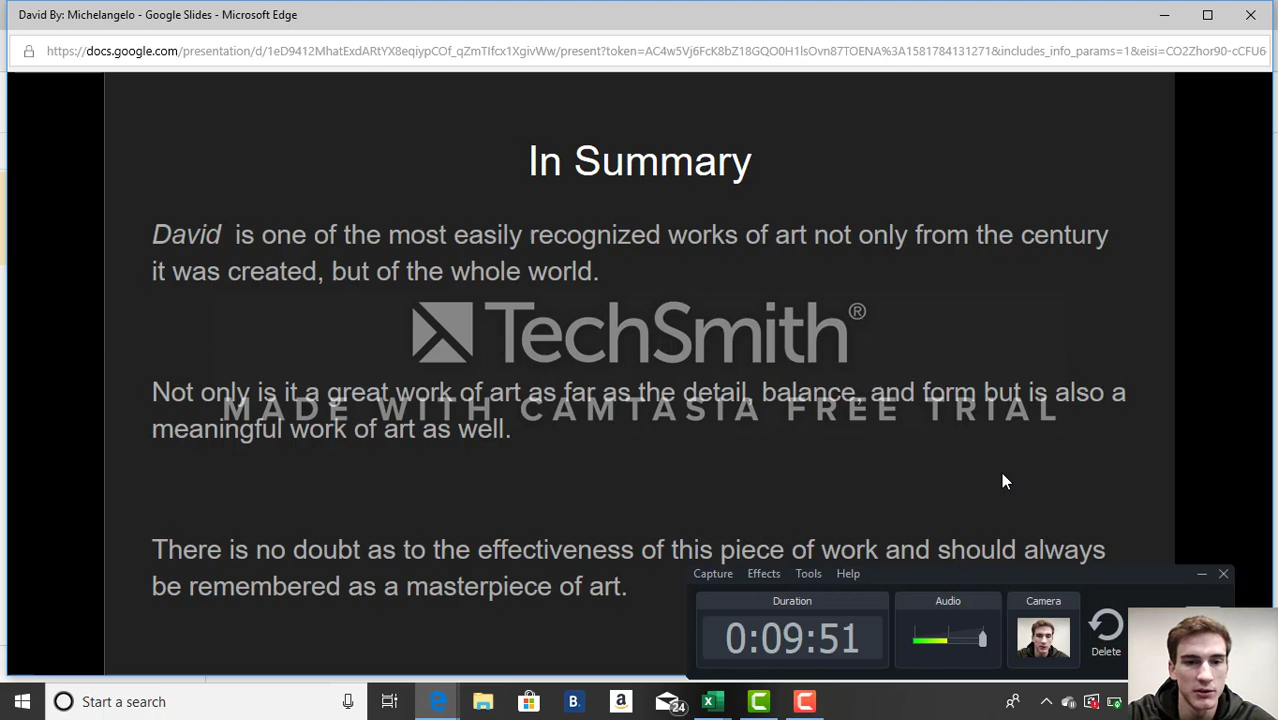 David By: Michelangelo - Google Slides - Microsoft Edge
https://docs.google.com/presentation/d/1eD9412MhatExdARtYX8eqiypCOf_qZmTIfcx1XgivWw/present?token=AC4w5Vj6FcK8bZ18GQO0H1lsOvn87TOENA%3A1581784131271&includes_info_params=1&eisi=CO2Zhor90-cCFU6
In Summary
David is one of the most easily recognized works of art not only from the century
it was created, but of the whole world.
TechSmith®
Not only is it a great work of art as far as the detail, balance, and form but is also a
MADE WITH CAMTASIA FREE TRIAL
meaningful work of art as well.
There is no doubt as to the effectiveness of this piece of work and should always
be remembered as a masterpiece of art.
Capture Effects Tools Help
Duration Audio Camera
0:09:51
Delete
Start a search
B.
a
24